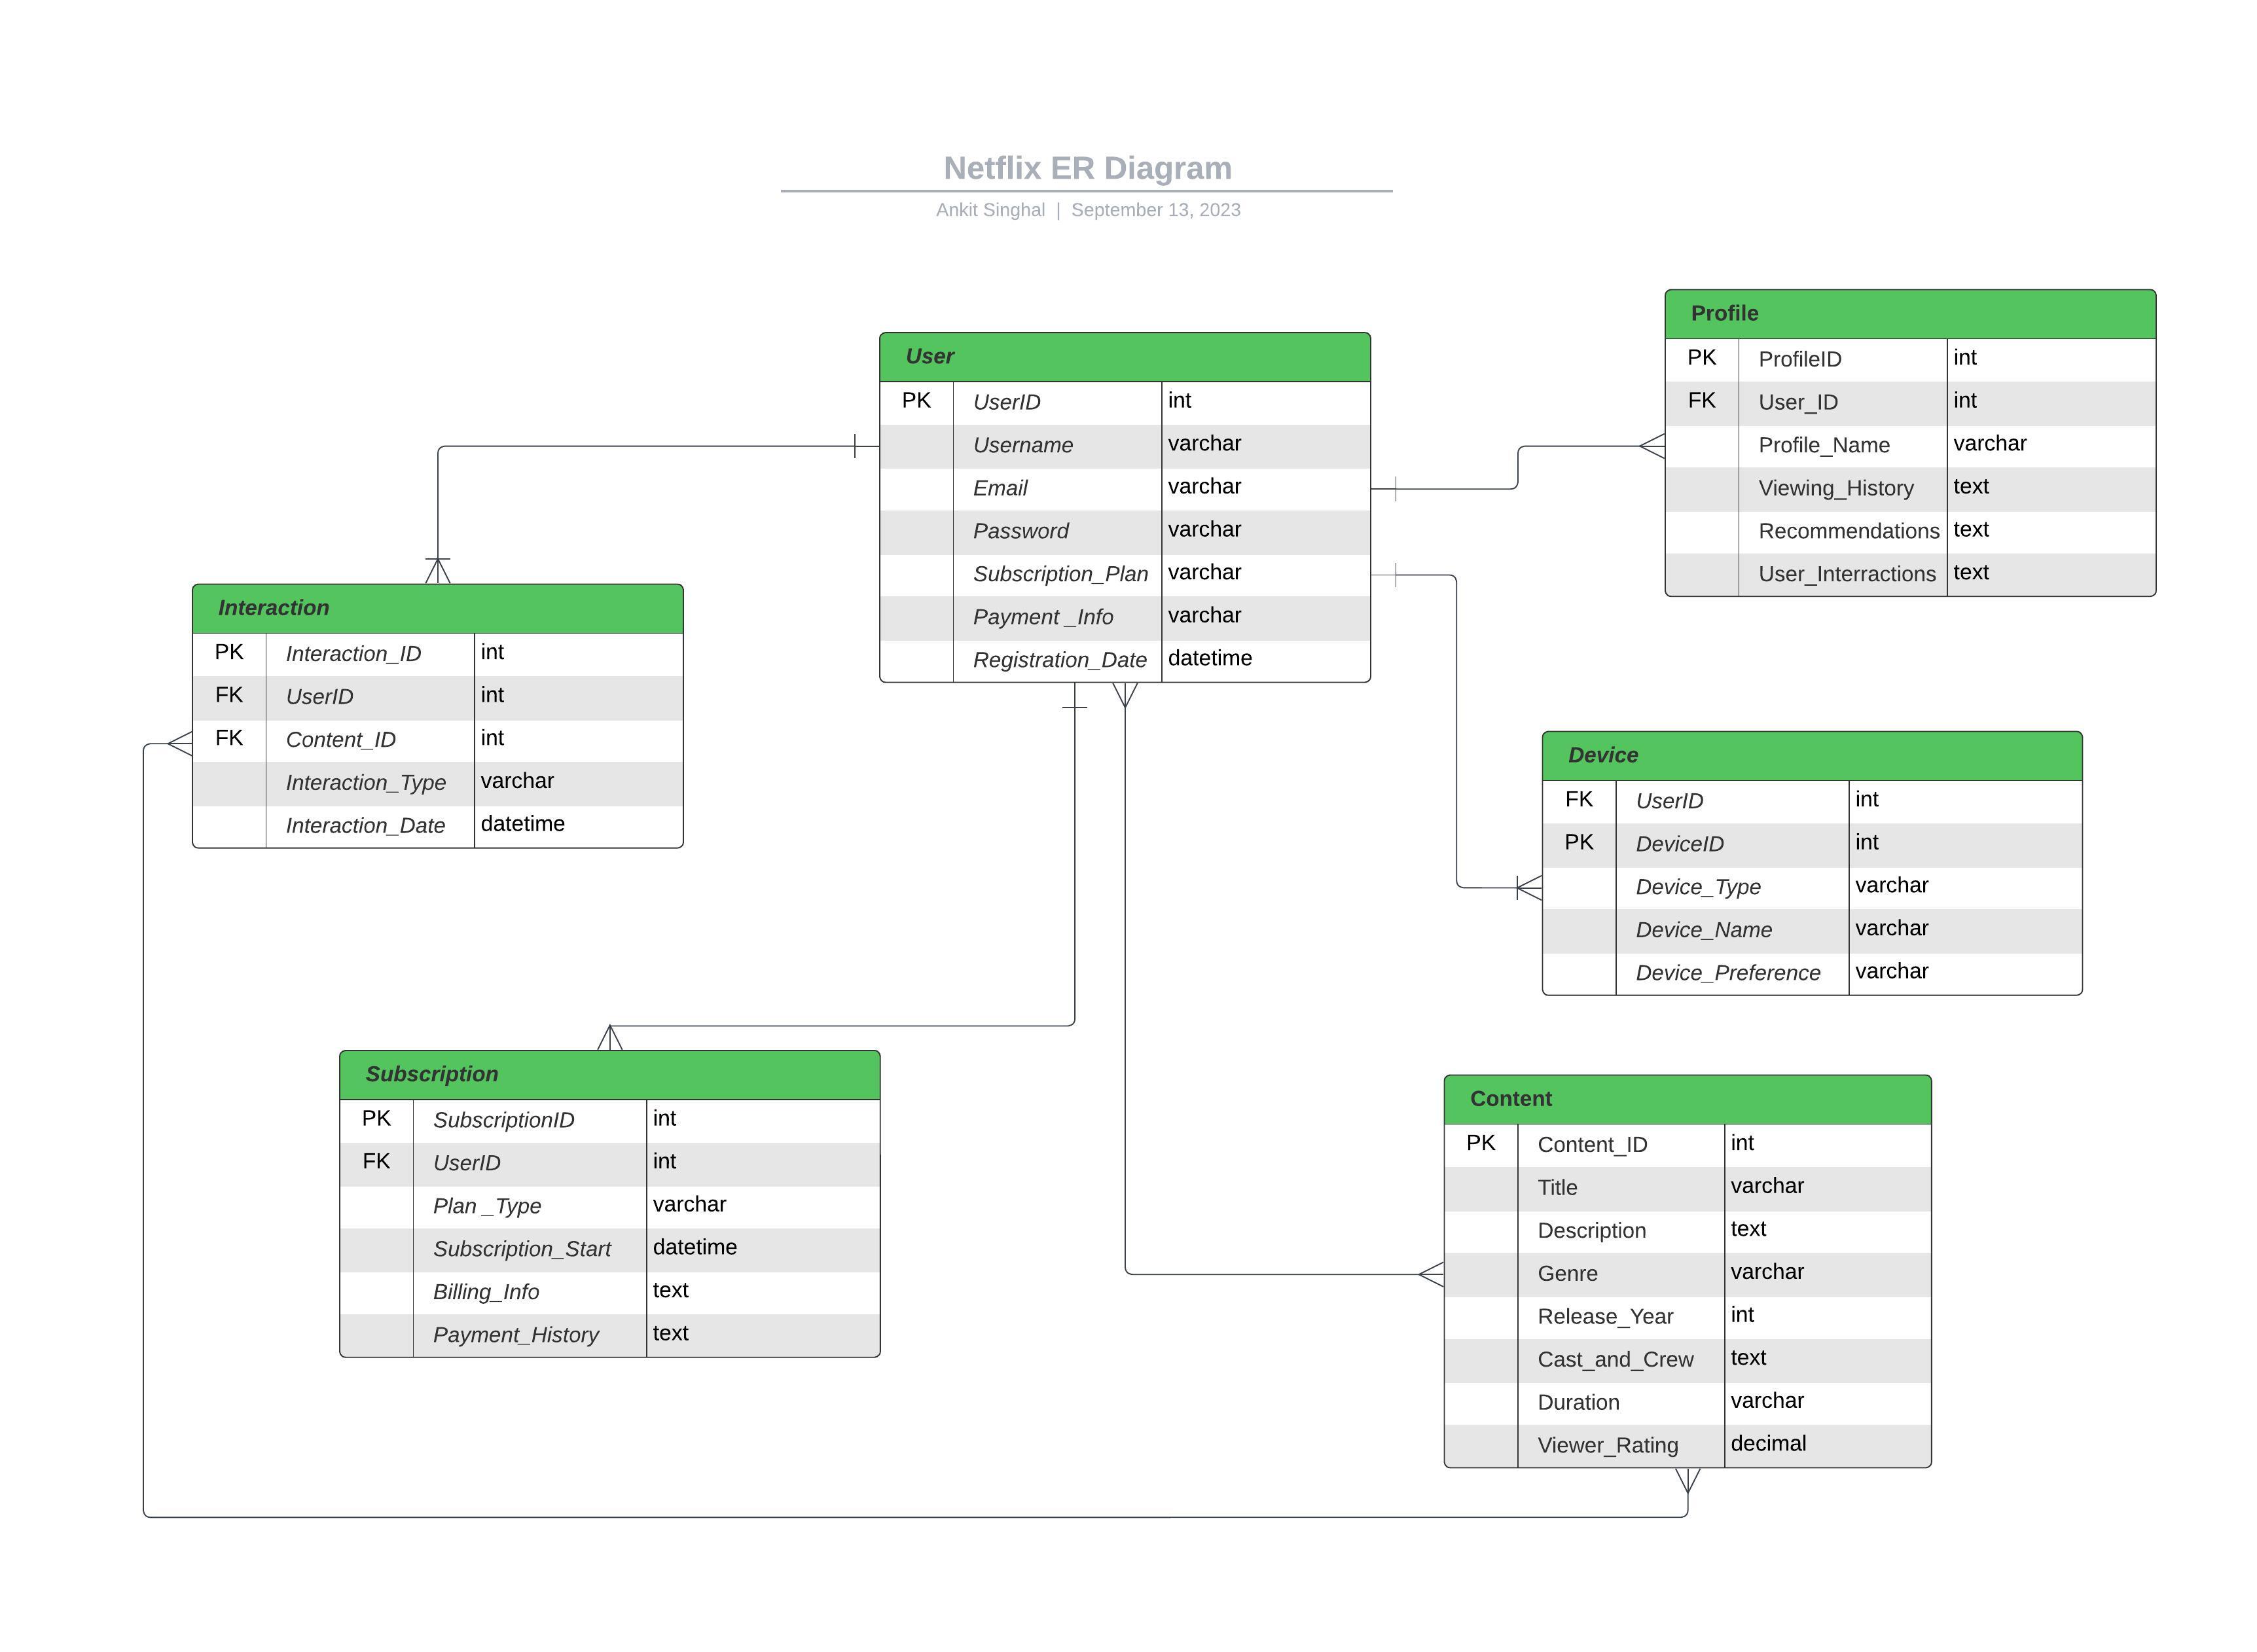 Netflix ER Diagram
Ankit Singhal | September 13, 2023
User
PK UserID int
Username varchar
Email varchar
Password varchar
Subscription_Plan varchar
Payment _Info varchar
Registration_Date datetime
Profile
PK ProfileID int
FK User_ID int
Profile_Name varchar
Viewing_History text
Recommendations text
User_Interractions text
Interaction
PK Interaction_ID int
FK UserID int
FK Content_ID int
Interaction_Type varchar
Interaction_Date datetime
Device
FK UserID int
PK DeviceID int
Device_Type varchar
Device_Name varchar
Device_Preference varchar
Subscription
PK SubscriptionID int
FK UserID int
Plan _Type varchar
Subscription_Start datetime
Billing_Info text
Payment_History text
Content
PK Content_ID int
Title varchar
Description text
Genre varchar
Release_Year int
Cast_and_Crew text
Duration varchar
Viewer_Rating decimal